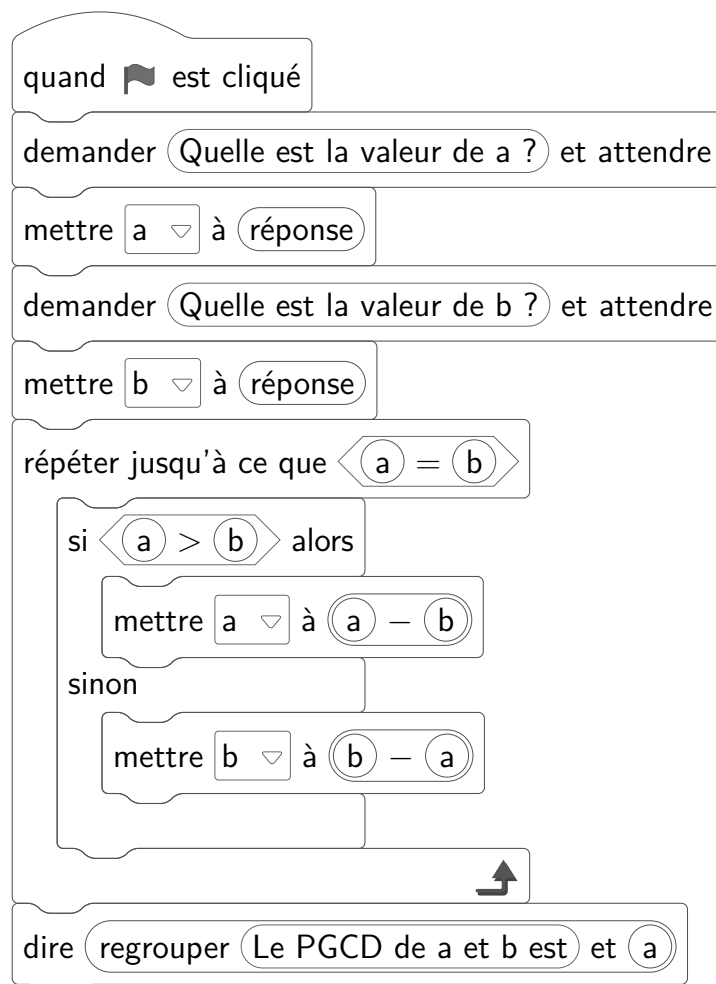 quand est cliqué
demander Quelle est la valeur de a ? et attendre
mettre a à réponse
demander Quelle est la valeur de b ? et attendre
mettre b à réponse
répéter jusqu'à ce que a = b
si a > b alors
mettre a à a − b
sinon
mettre b à b − a
dire regrouper Le PGCD de a et b est et a